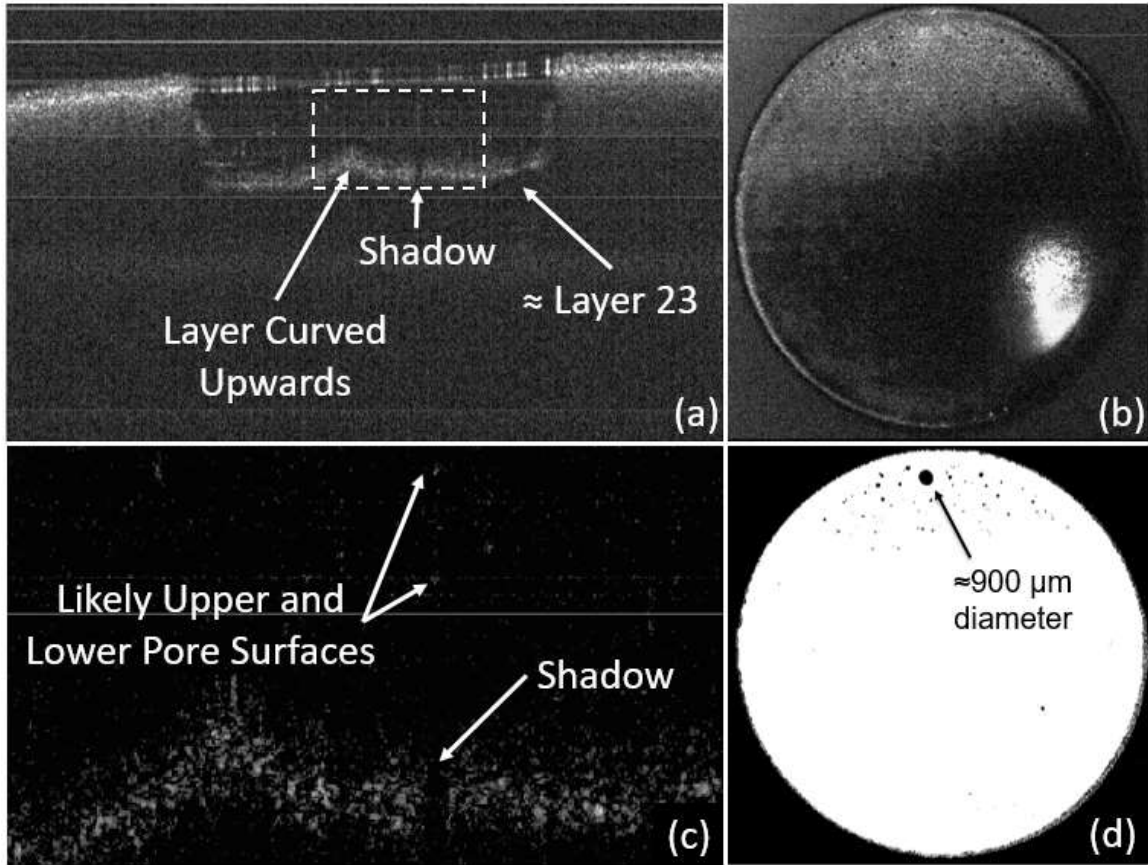 Shadow
≈ Layer 23
Layer Curved
Upwards
(a)
(b)
Likely Upper and
Lower Pore Surfaces
Shadow
(c)
≈900 µm
diameter
(d)